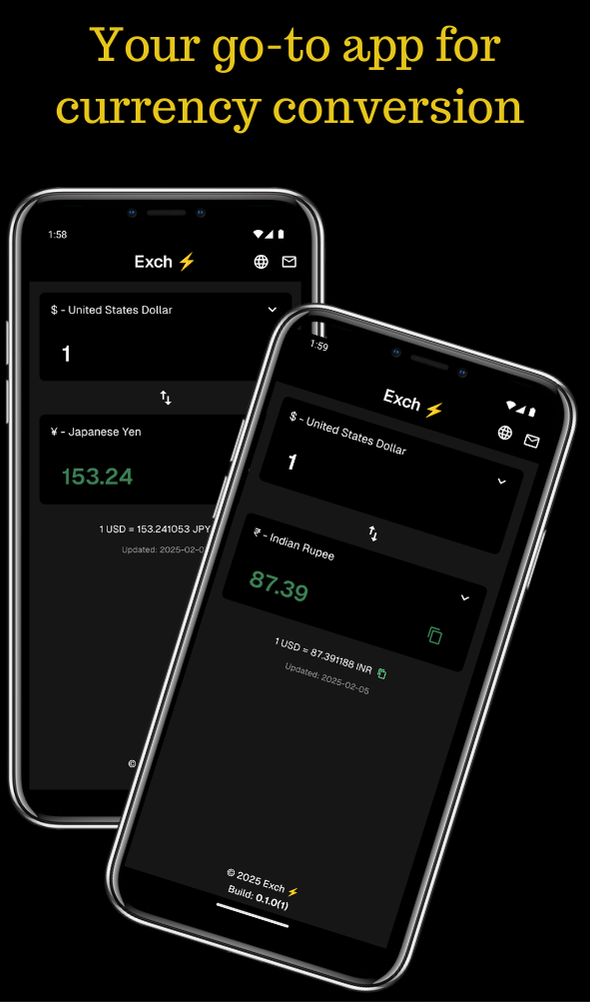 Your go-to app for
currency conversion
1:58
Exch⚡
$ - United States Dollar
1
¥ - Japanese Yen
153.24
1 USD = 153.241053 JPY
Updated: 2025-02-0
©
1:59
Exch⚡
$ - United States Dollar
1
₹ - Indian Rupee
87.39
1 USD = 87.391188 INR
Updated: 2025-02-05
© 2025 Exch⚡
Build: 0.1.0(1)